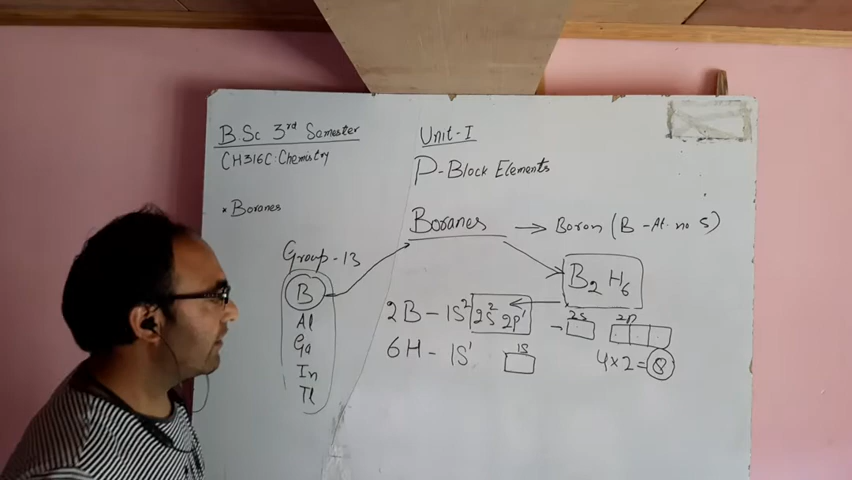 B.Sc 3rd Samester
CH316C: Chemistry
• Boranes
Group - 13
B
Al
Ga
In
Tl
Unit - I
P-Block Elements
Boranes → Boron (B - At. no 5)
B₂H₆
2B - 1S² 2S² 2p¹
2s 2p
6H - 1S¹
1s
4×2=8